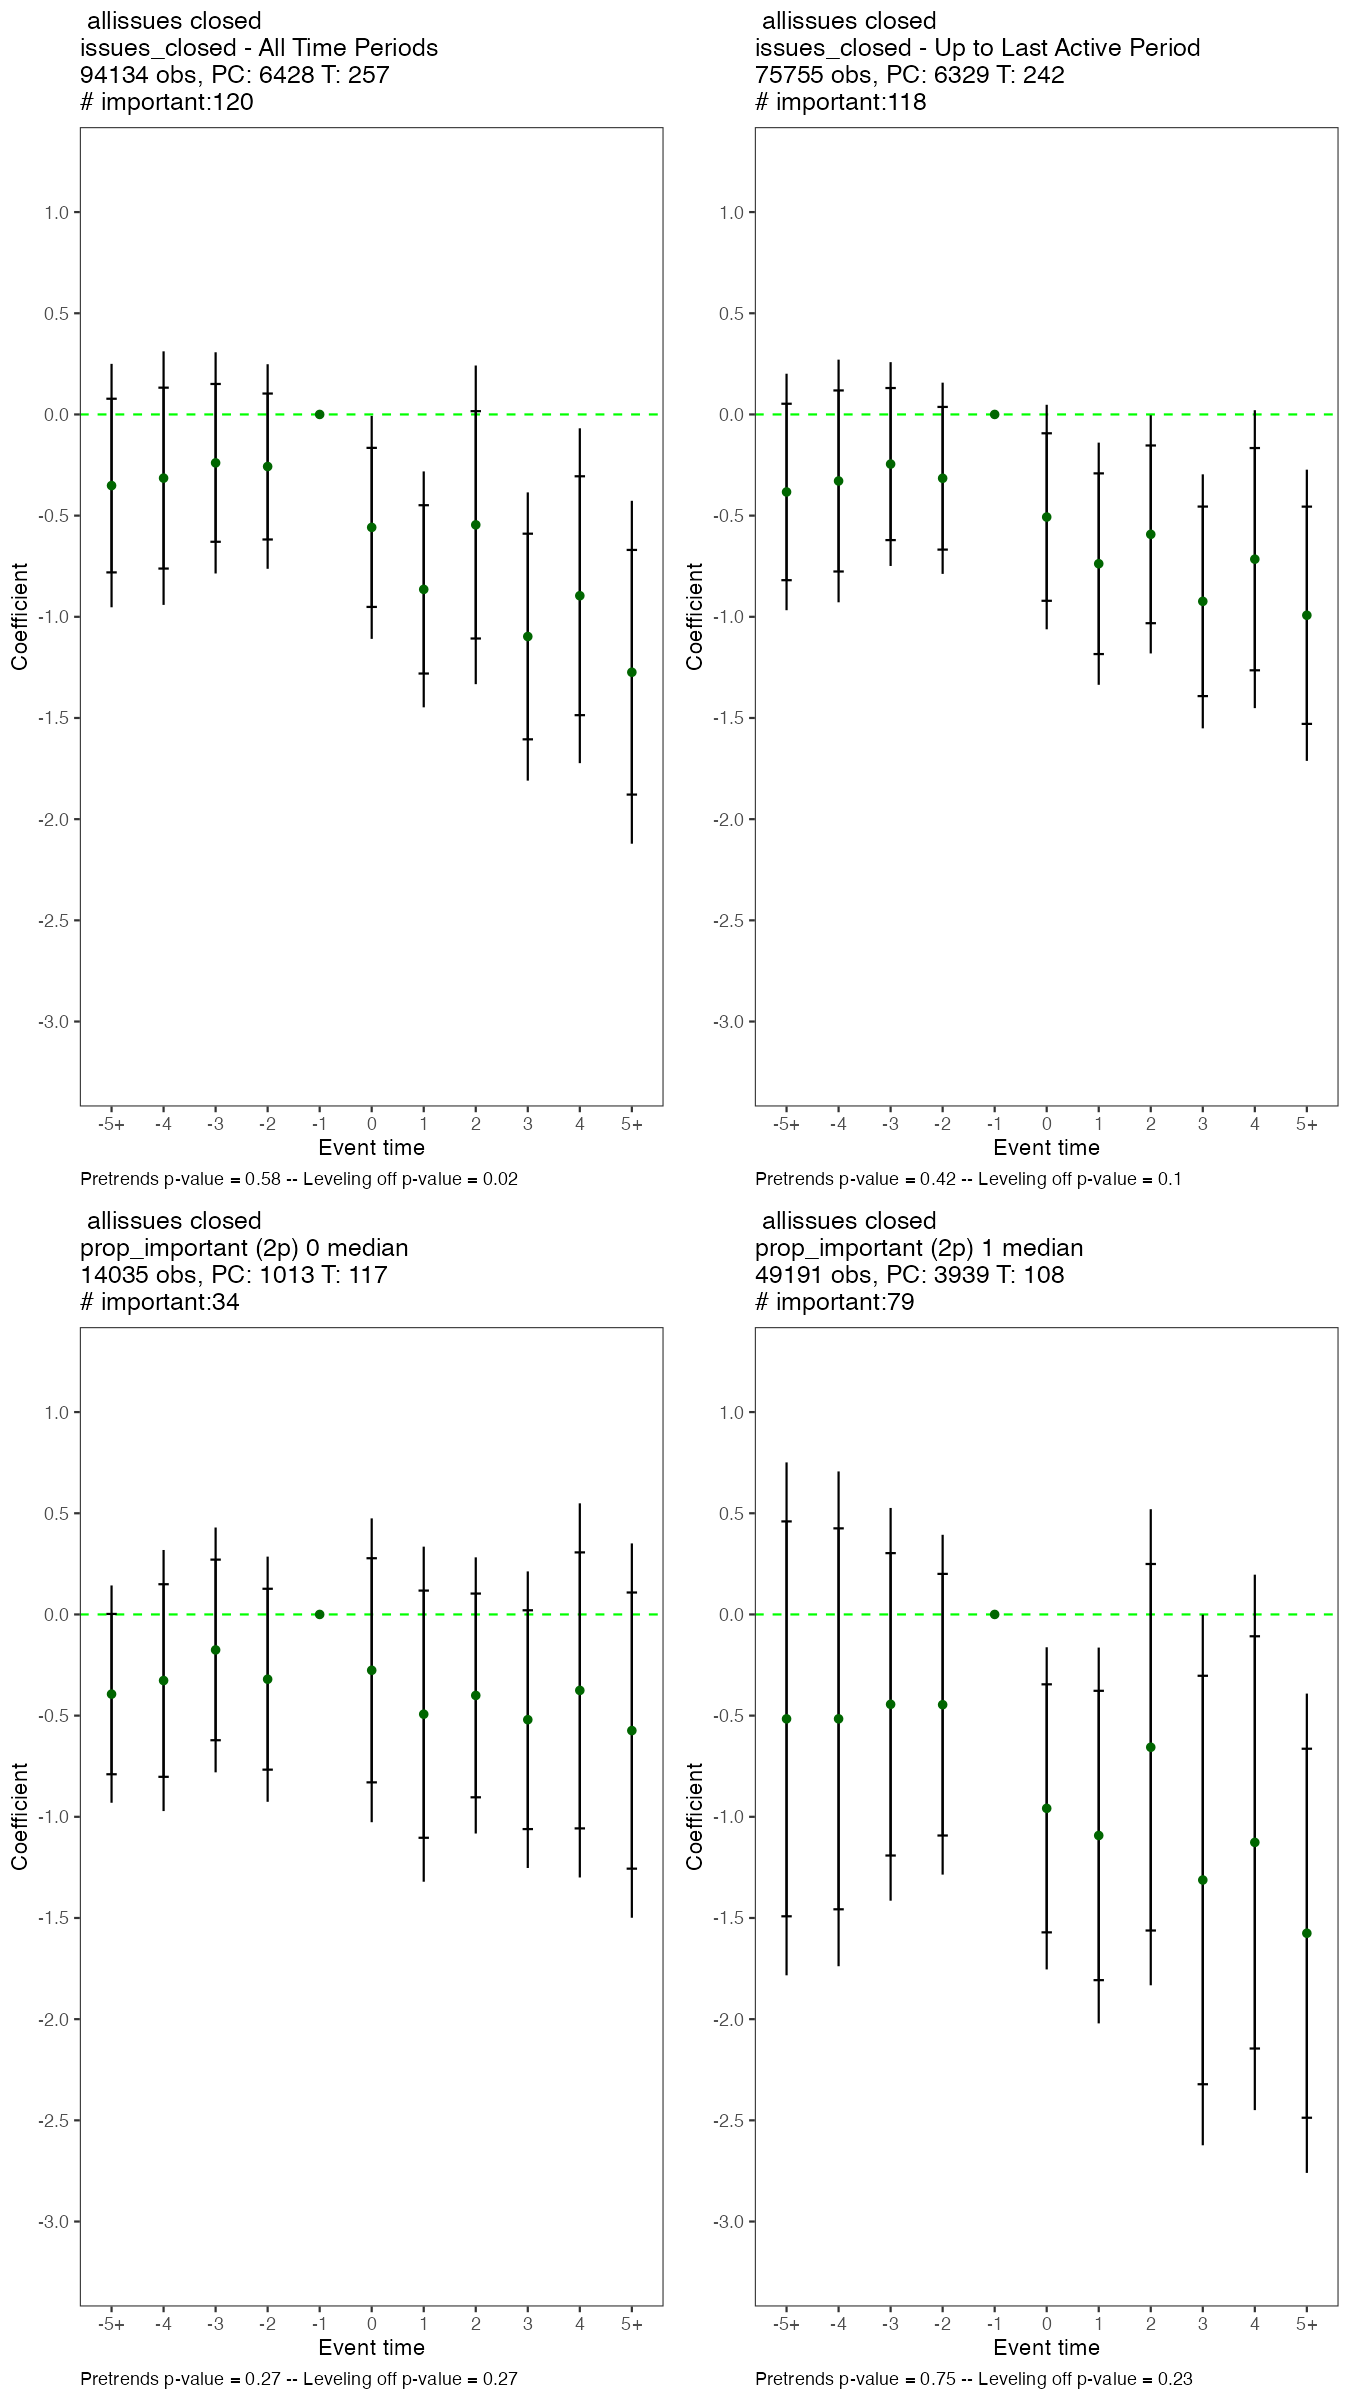 allissues closed
issues_closed - All Time Periods
94134 obs, PC: 6428 T: 257
# important:120
1.0
0.5
0.0
-0.5
-1.0
-1.5
-2.0
-2.5
-3.0
Coefficient
-5+ -4 -3 -2 -1 0 1 2 3 4 5+
Event time
Pretrends p-value = 0.58 -- Leveling off p-value = 0.02
allissues closed
issues_closed - Up to Last Active Period
75755 obs, PC: 6329 T: 242
# important:118
1.0
0.5
0.0
-0.5
-1.0
-1.5
-2.0
-2.5
-3.0
Coefficient
-5+ -4 -3 -2 -1 0 1 2 3 4 5+
Event time
Pretrends p-value = 0.42 -- Leveling off p-value = 0.1
allissues closed
prop_important (2p) 0 median
14035 obs, PC: 1013 T: 117
# important:34
1.0
0.5
0.0
-0.5
-1.0
-1.5
-2.0
-2.5
-3.0
Coefficient
-5+ -4 -3 -2 -1 0 1 2 3 4 5+
Event time
Pretrends p-value = 0.27 -- Leveling off p-value = 0.27
allissues closed
prop_important (2p) 1 median
49191 obs, PC: 3939 T: 108
# important:79
1.0
0.5
0.0
-0.5
-1.0
-1.5
-2.0
-2.5
-3.0
Coefficient
-5+ -4 -3 -2 -1 0 1 2 3 4 5+
Event time
Pretrends p-value = 0.75 -- Leveling off p-value = 0.23